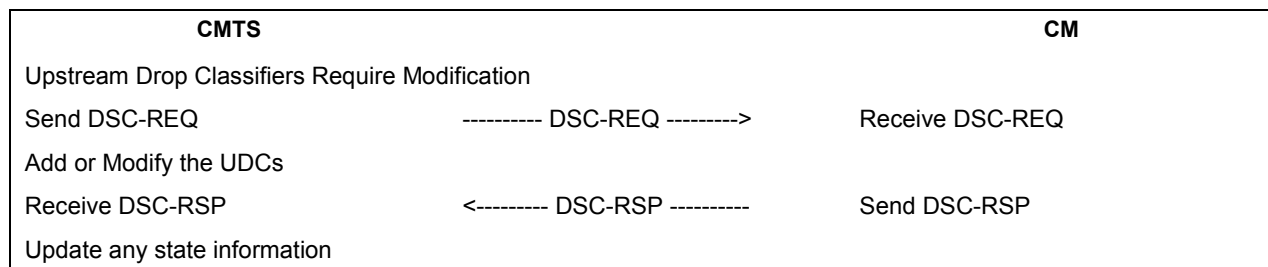 CMTS CM
Upstream Drop Classifiers Require Modification
Send DSC-REQ ---------- DSC-REQ ---------> Receive DSC-REQ
Add or Modify the UDCs
Receive DSC-RSP <--------- DSC-RSP ---------- Send DSC-RSP
Update any state information